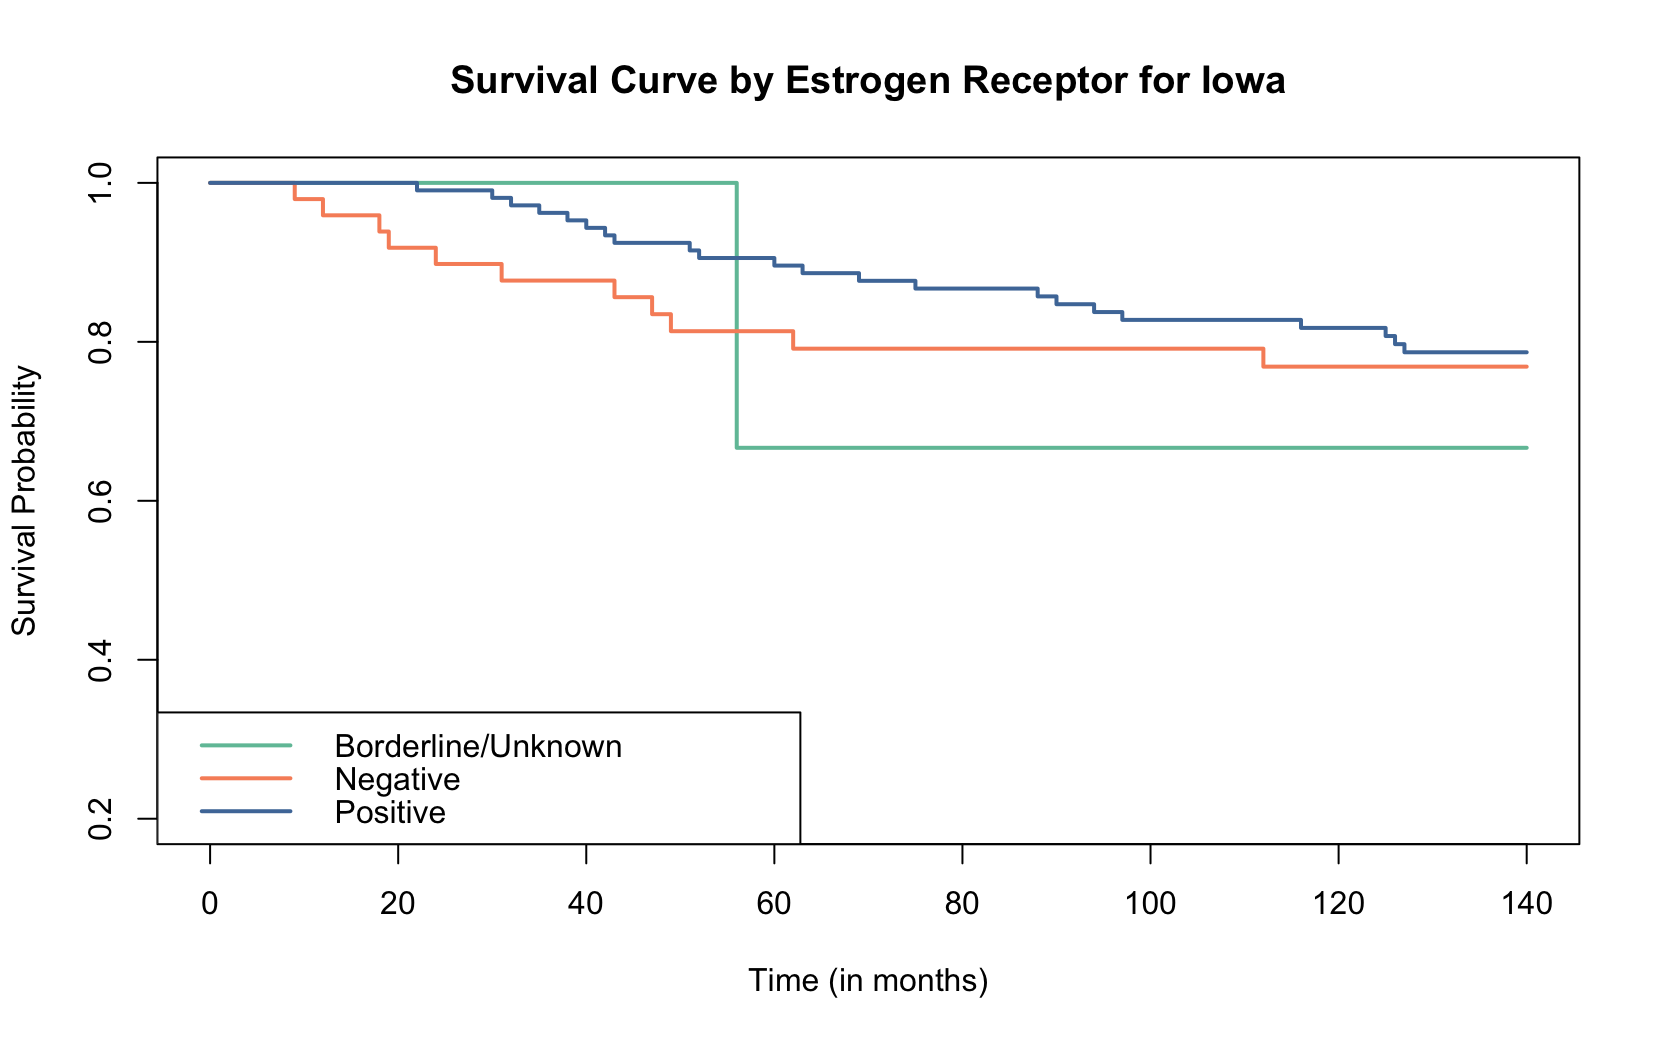 Survival Curve by Estrogen Receptor for Iowa
Survival Probability
1.0
0.8
0.6
0.4
0.2
Borderline/Unknown
Negative
Positive
0 20 40 60 80 100 120 140
Time (in months)